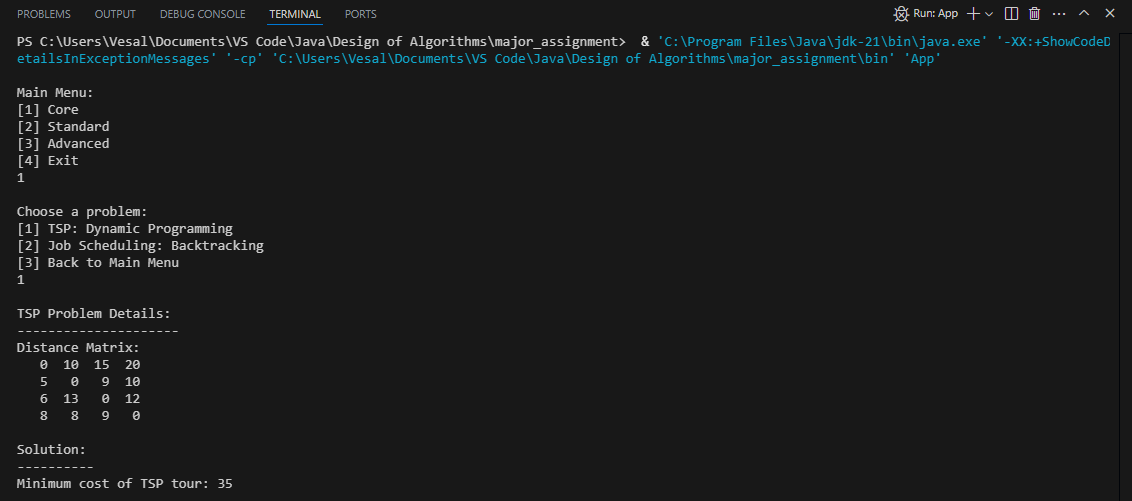 PROBLEMS OUTPUT DEBUG CONSOLE TERMINAL PORTS Run: App
PS C:\Users\Vesal\Documents\VS Code\Java\Design of Algorithms\major_assignment>  & 'C:\Program Files\Java\jdk-21\bin\java.exe' '-XX:+ShowCodeD
etailsInExceptionMessages' '-cp' 'C:\Users\Vesal\Documents\VS Code\Java\Design of Algorithms\major_assignment\bin' 'App'
Main Menu:
[1] Core
[2] Standard
[3] Advanced
[4] Exit
1
Choose a problem:
[1] TSP: Dynamic Programming
[2] Job Scheduling: Backtracking
[3] Back to Main Menu
1
TSP Problem Details:
---------------------
Distance Matrix:
   0  10  15  20
   5   0   9  10
   6  13   0  12
   8   8   9   0
Solution:
----------
Minimum cost of TSP tour: 35